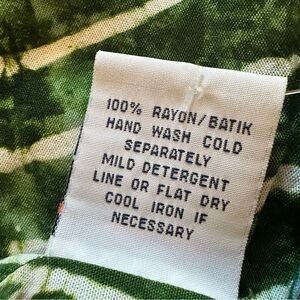 100% RAYON/BATIK
HAND WASH COLD
SEPARATELY
MILD DETERGENT
LINE OR FLAT DRY
COOL IRON IF
NECESSARY